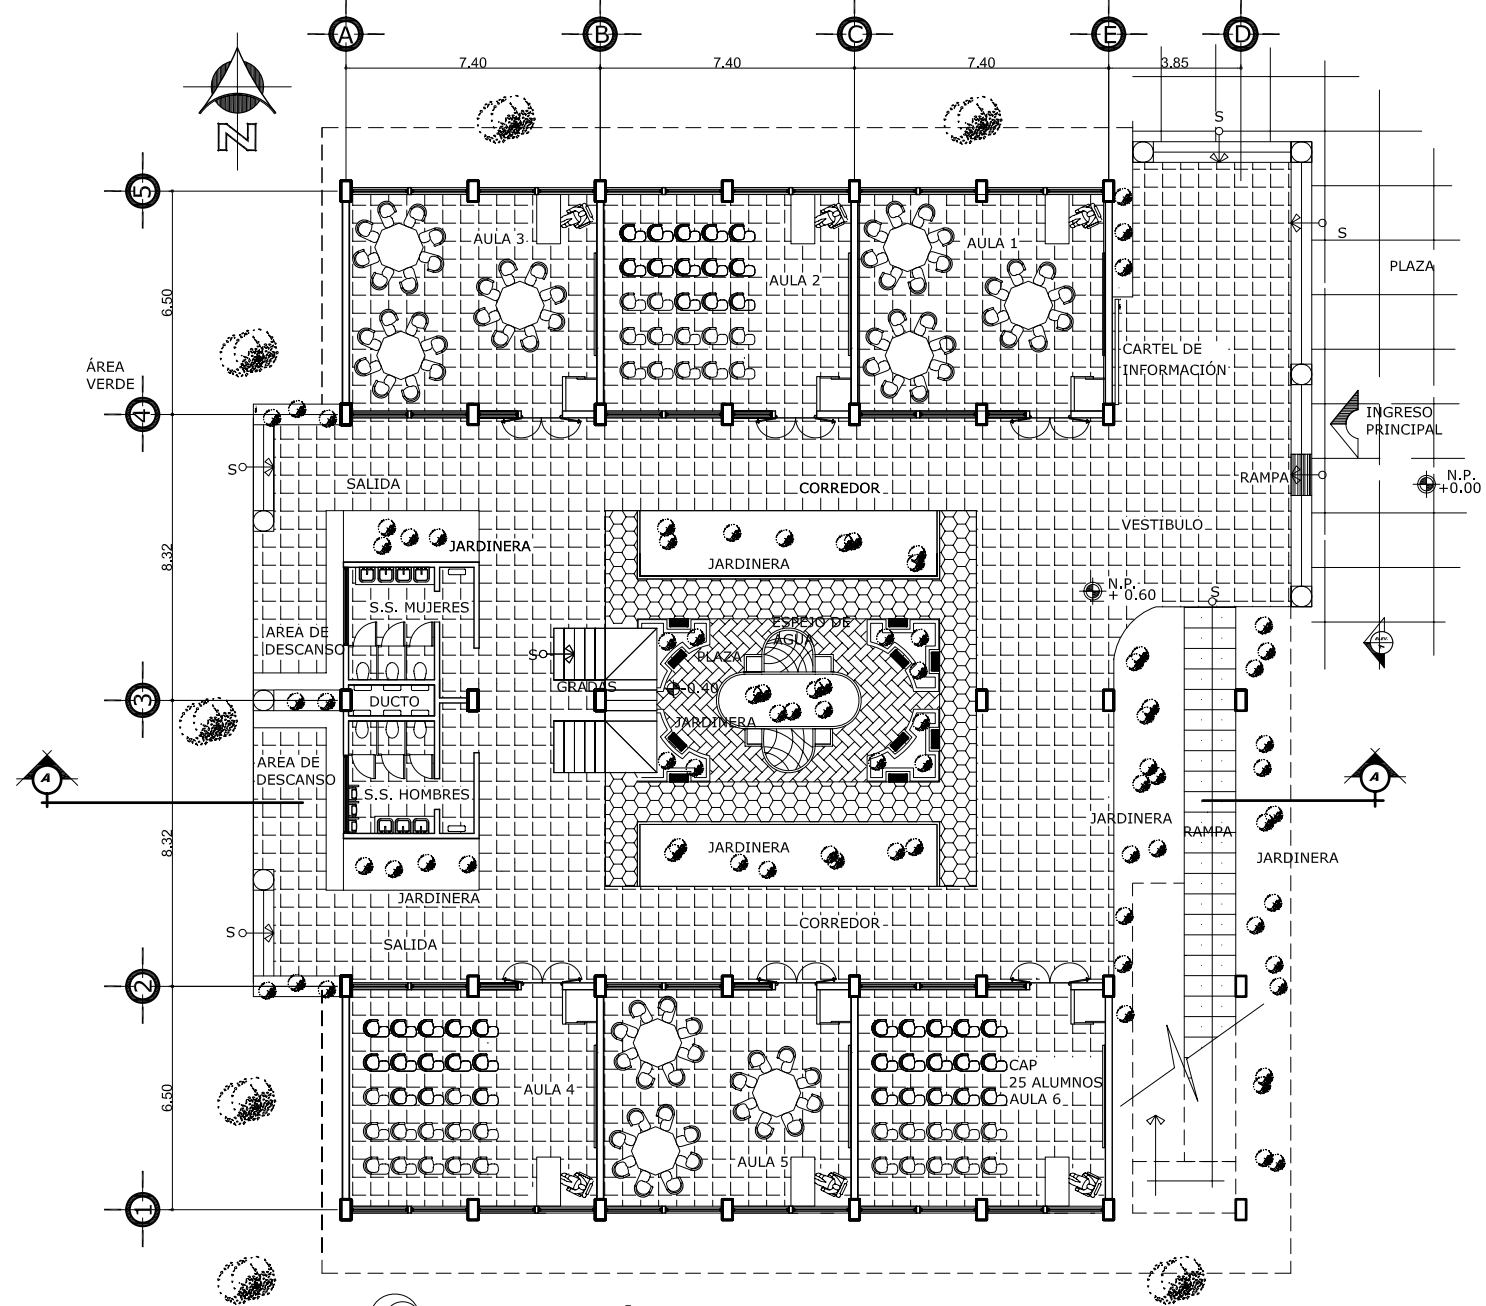 A
B
C
E
D
7.40
7.40
7.40
3.85
N
S
5
AULA 3
AULA 2
AULA 1
S
PLAZA
6.50
CARTEL DE
INFORMACIÓN
ÁREA
VERDE
4
INGRESO
PRINCIPAL
S
SALIDA
CORREDOR
RAMPA
N.P.
+0.00
VESTIBULO
JARDINERA
JARDINERA
8.32
N.P.
+ 0.60
S
S.S. MUJERES
ESPEJO DE
AGUA
AREA DE
DESCANSO
S
PLAZA
GRADAS
-0.40
3
DUCTO
JARDINERA
AREA DE
DESCANSO
A
A
S.S. HOMBRES
JARDINERA
RAMPA
8.32
JARDINERA
JARDINERA
JARDINERA
CORREDOR
S
SALIDA
2
CAP
25 ALUMNOS
AULA 6
AULA 4
6.50
AULA 5
1